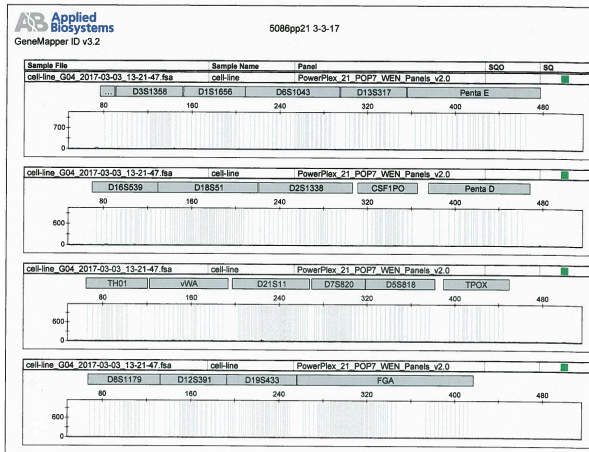 AB Applied Biosystems
5086pp21 3-3-17
GeneMapper ID v3.2
Sample File Sample Name Panel SQO SQ
cell-line_G04_2017-03-03_13-21-47.fsa cell-line PowerPlex_21_POP7_WEN_Panels_v2.0
... D3S1358 D1S1656 D6S1043 D13S317 Penta E
80 160 240 320 400 480
700
0
cell-line_G04_2017-03-03_13-21-47.fsa cell-line PowerPlex_21_POP7_WEN_Panels_v2.0
D16S539 D18S51 D2S1338 CSF1PO Penta D
80 160 240 320 400 480
600
0
cell-line_G04_2017-03-03_13-21-47.fsa cell-line PowerPlex_21_POP7_WEN_Panels_v2.0
TH01 vWA D21S11 D7S820 D5S818 TPOX
80 160 240 320 400 480
600
0
cell-line_G04_2017-03-03_13-21-47.fsa cell-line PowerPlex_21_POP7_WEN_Panels_v2.0
D8S1179 D12S391 D19S433 FGA
80 160 240 320 400 480
600
0